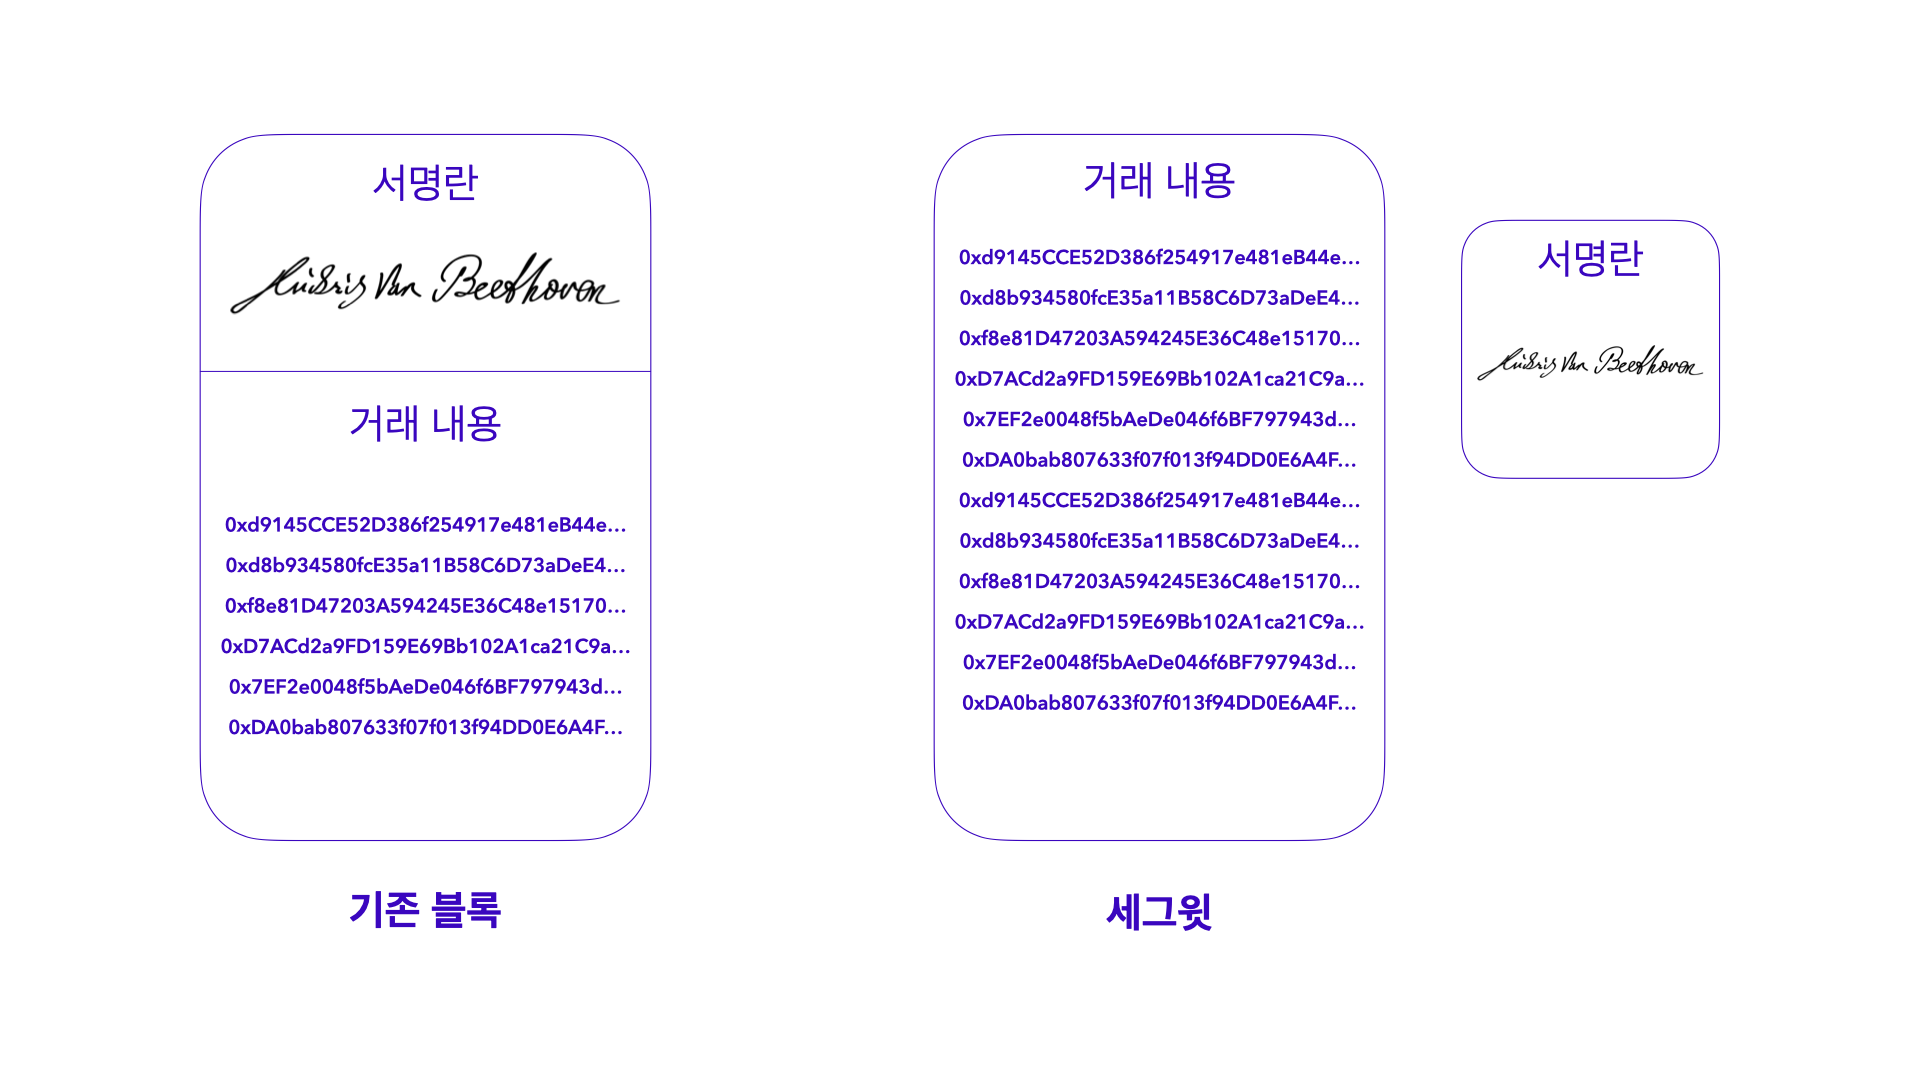 서명란
Ludwig Van Beethoven
거래 내용
0xd9145CCE52D386f254917e481eB44e...
0xd8b934580fcE35a11B58C6D73aDeE4...
0xf8e81D47203A594245E36C48e15170...
0xD7ACd2a9FD159E69Bb102A1ca21C9a...
0x7EF2e0048f5bAeDe046f6BF797943d...
0xDA0bab807633f07f013f94DD0E6A4F...
기존 블록
거래 내용
0xd9145CCE52D386f254917e481eB44e...
0xd8b934580fcE35a11B58C6D73aDeE4...
0xf8e81D47203A594245E36C48e15170...
0xD7ACd2a9FD159E69Bb102A1ca21C9a...
0x7EF2e0048f5bAeDe046f6BF797943d...
0xDA0bab807633f07f013f94DD0E6A4F...
0xd9145CCE52D386f254917e481eB44e...
0xd8b934580fcE35a11B58C6D73aDeE4...
0xf8e81D47203A594245E36C48e15170...
0xD7ACd2a9FD159E69Bb102A1ca21C9a...
0x7EF2e0048f5bAeDe046f6BF797943d...
0xDA0bab807633f07f013f94DD0E6A4F...
세그윗
서명란
Ludwig Van Beethoven